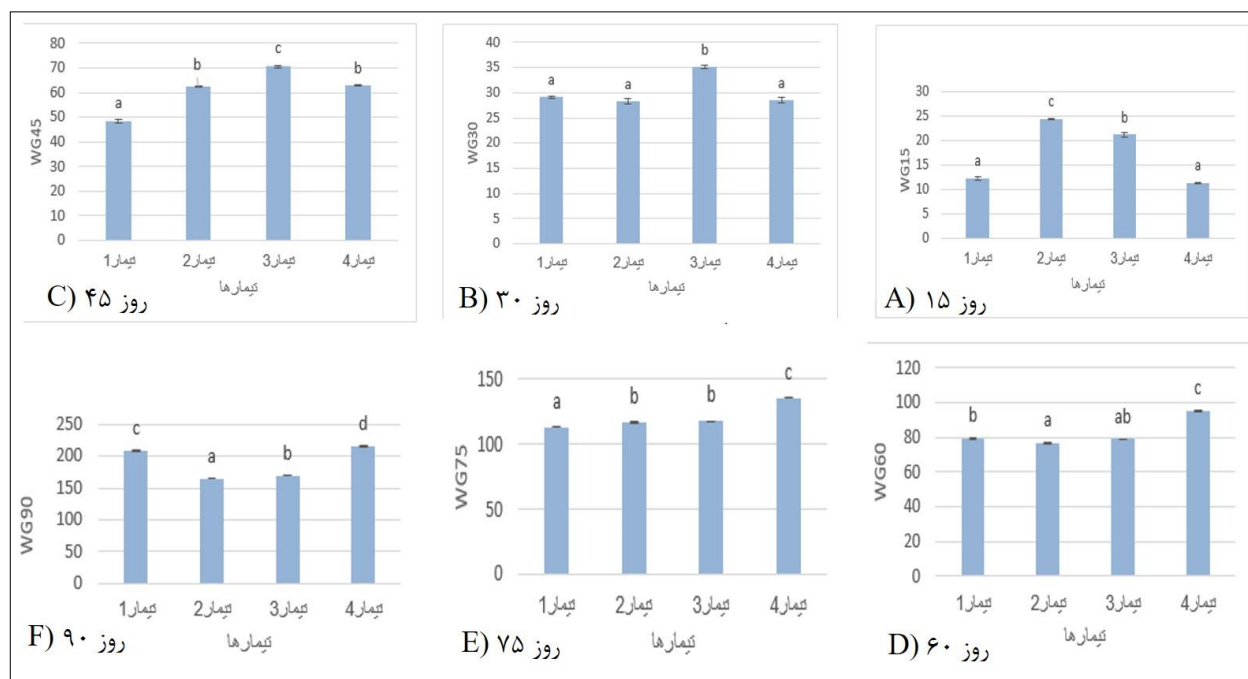 WG15
30
25
20
15
10
5
0
a
c
b
a
تیمار1 تیمار2 تیمار3 تیمار4
تیمارها
A) روز ۱۵
WG30
40
35
30
25
20
15
10
5
0
a
a
b
a
تیمار1 تیمار2 تیمار3 تیمار4
تیمارها
B) روز ۳۰
WG45
80
70
60
50
40
30
20
10
0
a
b
c
b
تیمار1 تیمار2 تیمار3 تیمار4
تیمارها
C) روز ۴۵
WG60
120
100
80
60
40
20
0
b
a
ab
c
تیمار1 تیمار2 تیمار3 تیمار4
تیمارها
D) روز ۶۰
WG75
150
100
50
0
a
b
b
c
تیمار1 تیمار2 تیمار3 تیمار4
تیمارها
E) روز ۷۵
WG90
250
200
150
100
50
0
c
a
b
d
تیمار1 تیمار2 تیمار3 تیمار4
تیمارها
F) روز ۹۰